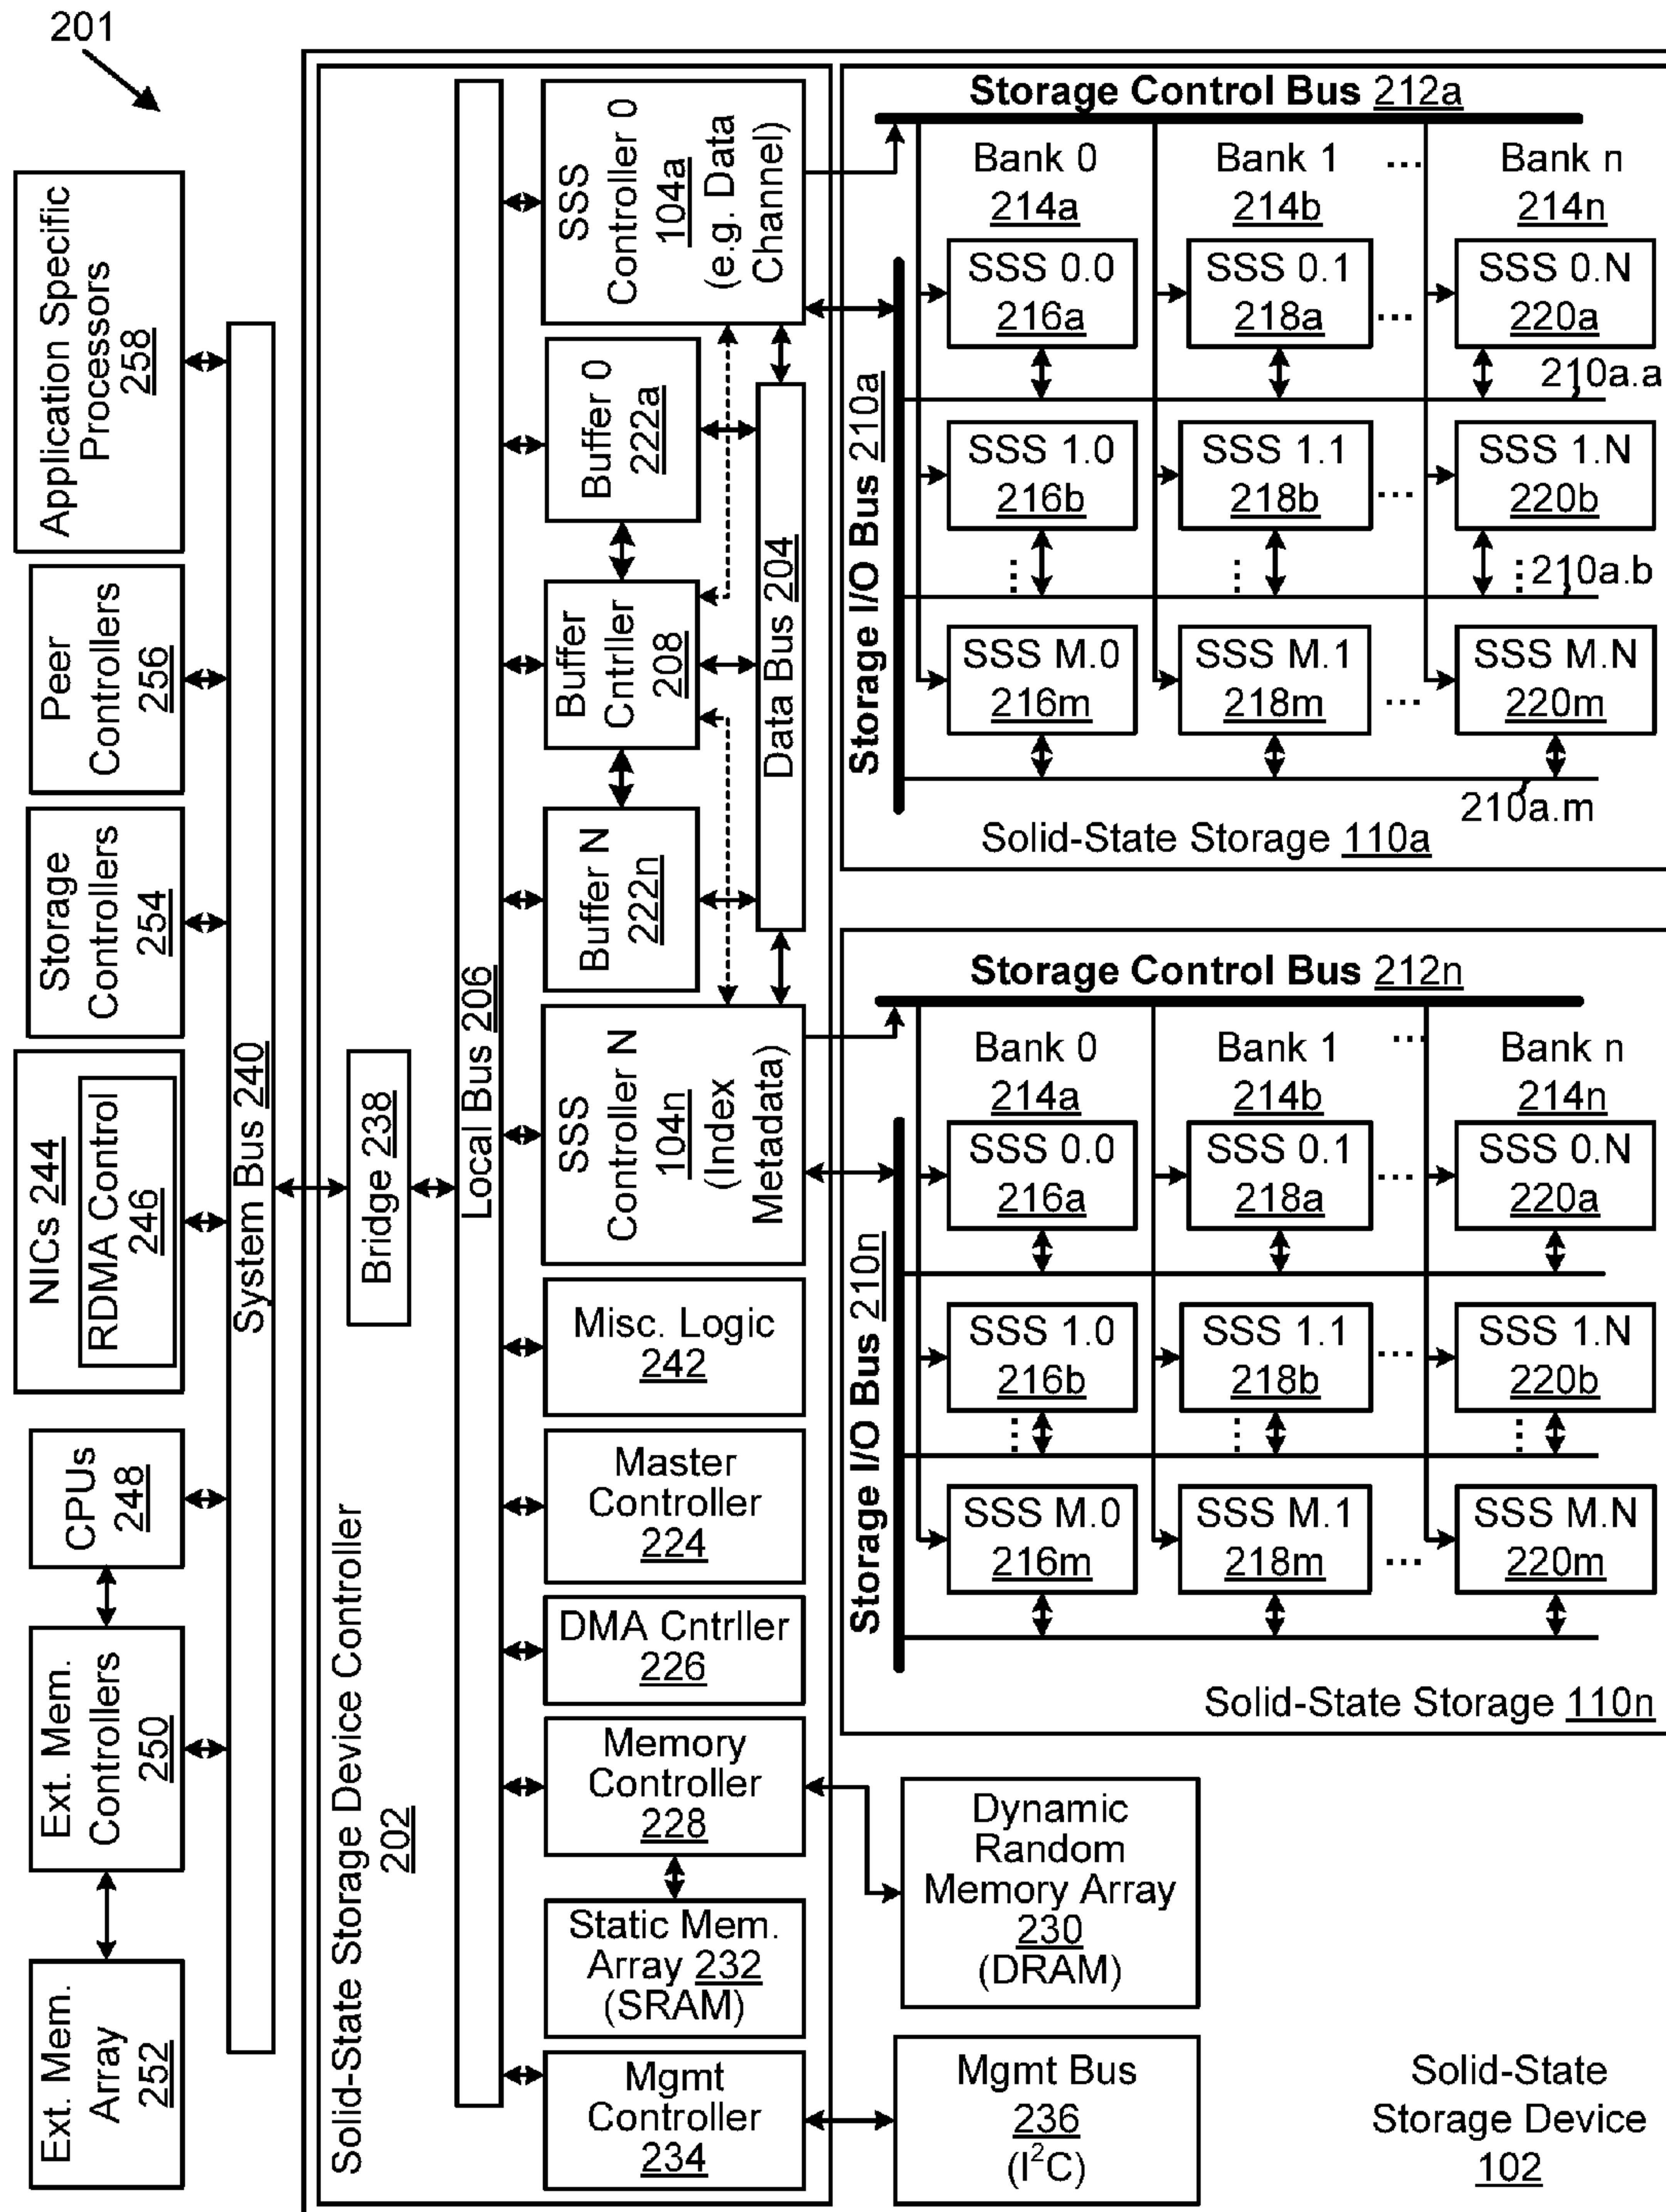 201
Application Specific
Processors
258
Peer
Controllers
256
Storage
Controllers
254
NICs 244
RDMA Control
246
CPUs
248
Ext. Mem.
Controllers
250
Ext. Mem.
Array
252
System Bus 240
Bridge 238
Solid-State Storage Device Controller
202
Local Bus 206
SSS
Controller 0
104a
(e.g. Data
Channel)
Buffer 0
222a
Buffer
Cntrller
208
Buffer N
222n
Data Bus 204
SSS
Controller N
104n
(Index
Metadata)
Misc. Logic
242
Master
Controller
224
DMA Cntrller
226
Memory
Controller
228
Static Mem.
Array 232
(SRAM)
Mgmt
Controller
234
Storage Control Bus 212a
Bank 0
214a
Bank 1
214b
...
Bank n
214n
Storage I/O Bus 210a
SSS 0.0
216a
SSS 0.1
218a
...
SSS 0.N
220a
210a.a
SSS 1.0
216b
SSS 1.1
218b
...
SSS 1.N
220b
...
...
...
210a.b
SSS M.0
216m
SSS M.1
218m
...
SSS M.N
220m
210a.m
Solid-State Storage 110a
Storage Control Bus 212n
Bank 0
214a
Bank 1
214b
...
Bank n
214n
Storage I/O Bus 210n
SSS 0.0
216a
SSS 0.1
218a
...
SSS 0.N
220a
SSS 1.0
216b
SSS 1.1
218b
...
SSS 1.N
220b
...
...
...
SSS M.0
216m
SSS M.1
218m
...
SSS M.N
220m
Solid-State Storage 110n
Dynamic
Random
Memory Array
230
(DRAM)
Mgmt Bus
236
(I²C)
Solid-State
Storage Device
102